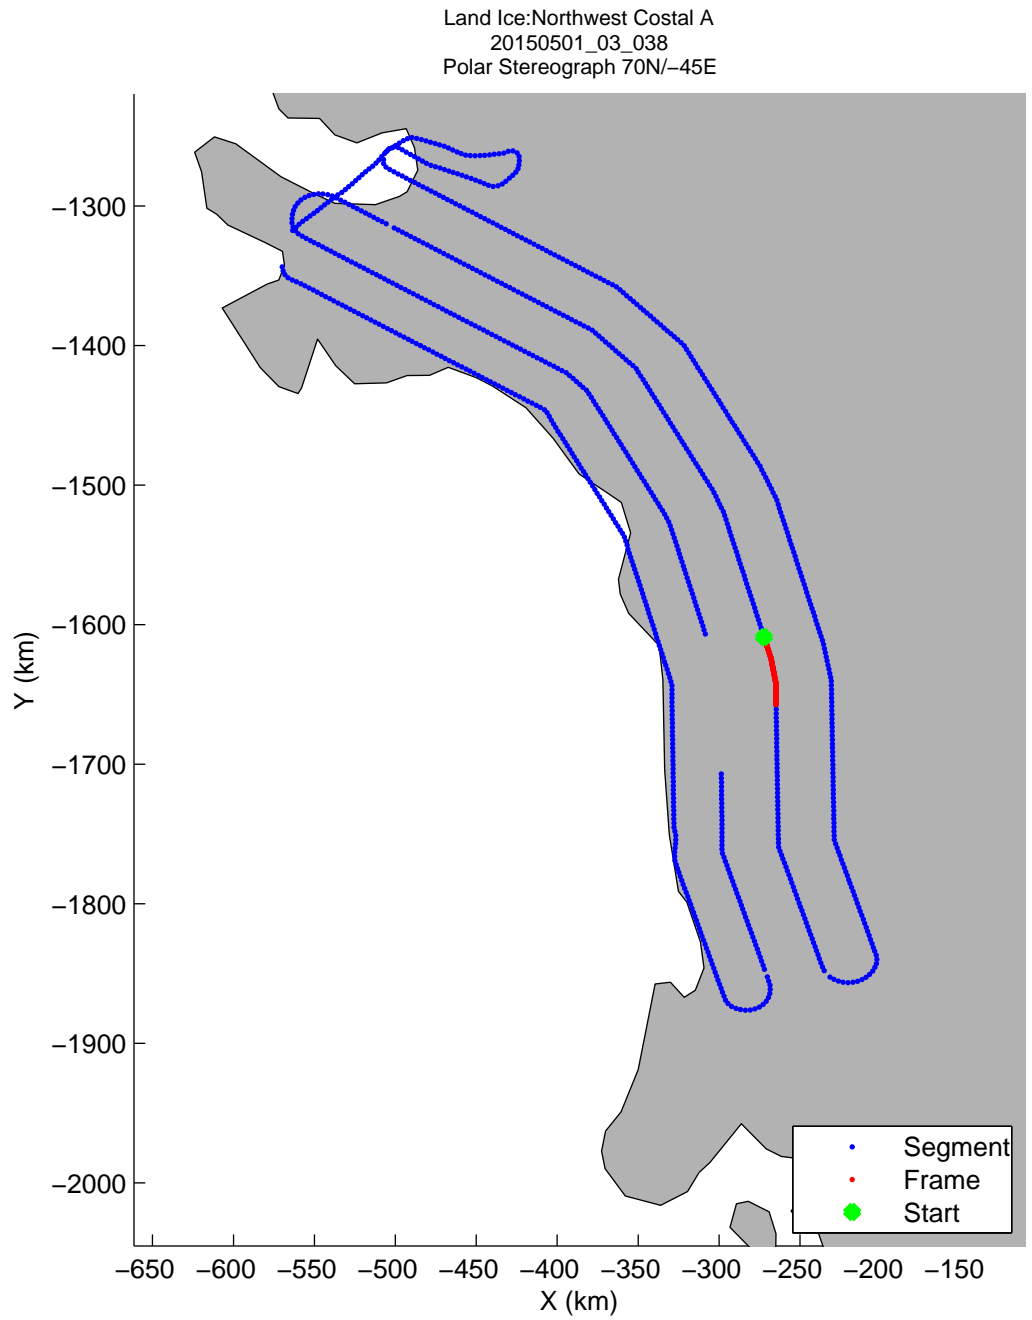 Land Ice:Northwest Costal A
20150501_03_038
Polar Stereograph 70N/−45E
−1300
−1400
−1500
−1600
−1700
−1800
−1900
−2000
Y (km)
−650 −600 −550 −500 −450 −400 −350 −300 −250 −200 −150
X (km)
Segment
Frame
Start